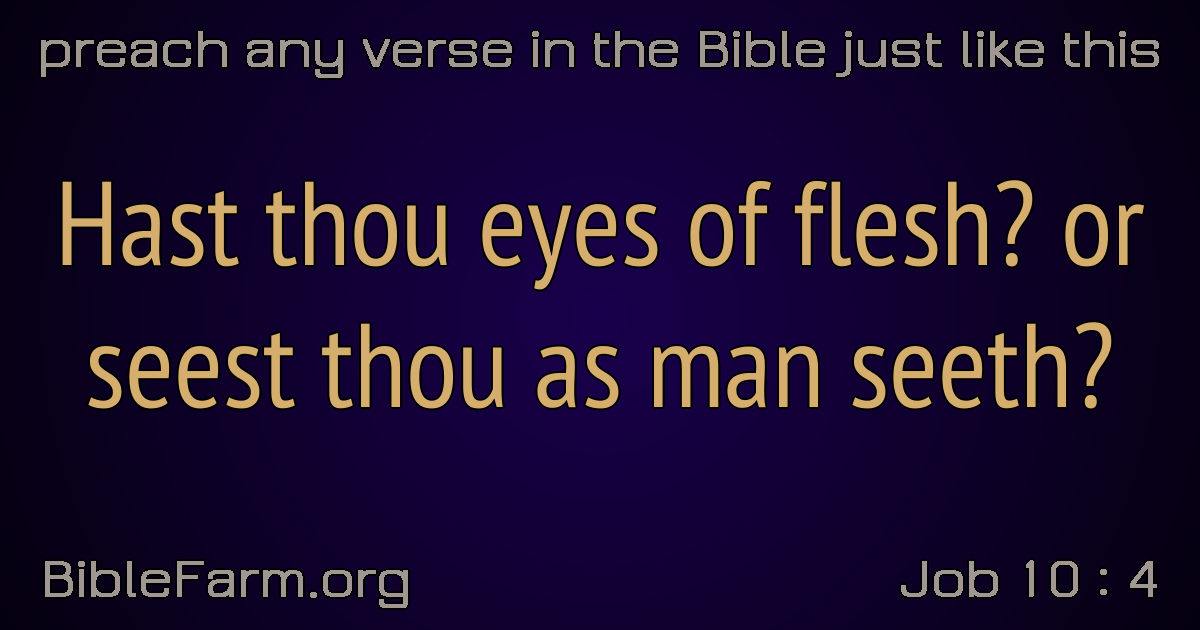 preach any verse in the Bible just like this
Hast thou eyes of flesh? or
seest thou as man seeth?
BibleFarm.org
Job 10 : 4